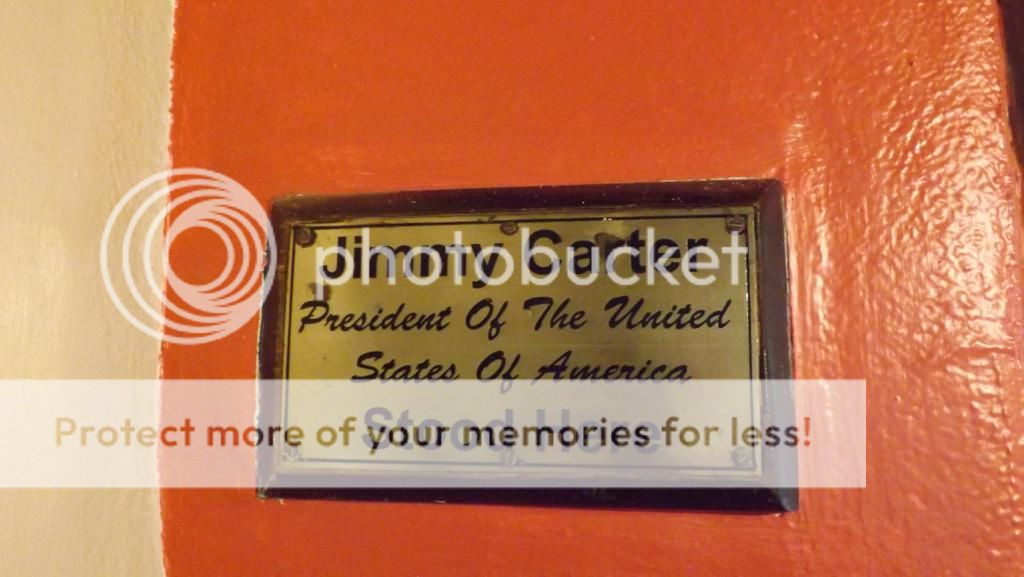 photobucket
Jimmy Carter
President Of The United
States Of America
Stood Here
Protect more of your memories for less!